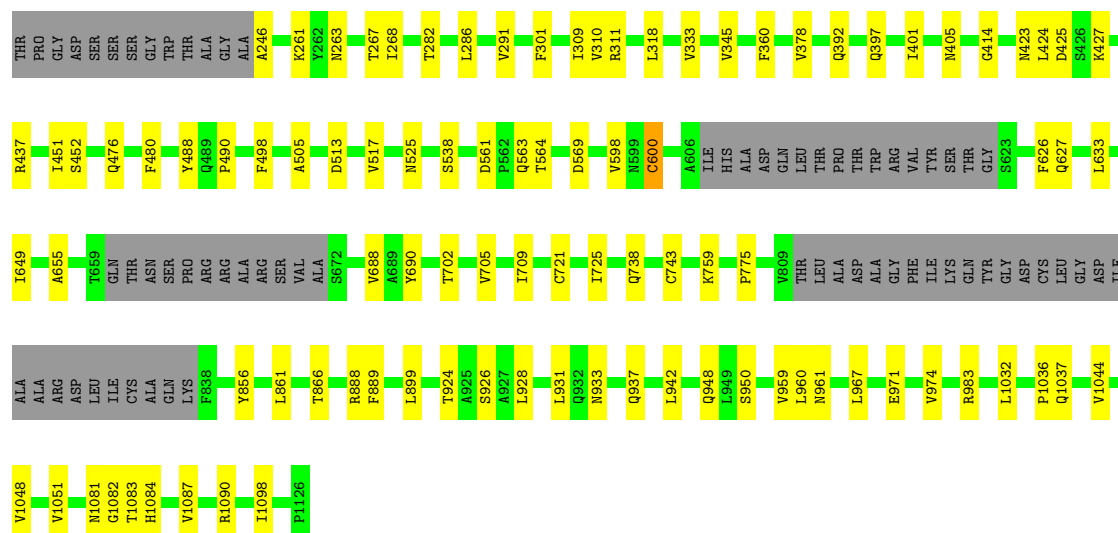 THR PRO GLY ASP SER SER SER GLY TRP THR ALA GLY ALA A246 K261 Y262 N263 T267 I268 T282 L286 V291 F301 I309 V310 R311 L318 V333 V345 F360 V378 Q392 Q397 I401 N405 G414 N423 L424 D425 S426 K427
R437 I451 S452 Q476 F480 Y488 Q489 P490 F498 A505 D513 V517 N525 S538 D561 P562 Q563 T564 D569 V598 N599 C600 A606 ILE HIS ALA ASP GLN LEU THR PRO THR TRP ARG VAL TYR SER THR GLY S623 F626 Q627 L633
I649 A655 T659 GLN THR ASN SER PRO ARG ARG ALA ARG SER VAL ALA S672 V688 A689 Y690 T702 V705 I709 C721 I725 Q738 C743 K759 P775 V809 THR LEU ALA ASP ALA GLY PHE ILE LYS GLN TYR GLY ASP CYS LEU GLY ASP ILE
ALA ALA ARG ASP LEU ILE CYS ALA GLN LYS F838 Y856 L861 T866 R888 F889 L899 T924 A925 S926 A927 L928 L931 Q932 N933 Q937 L942 Q948 L949 S950 V959 L960 N961 L967 E971 V974 R983 L1032 P1036 Q1037 V1044
V1048 V1051 N1081 G1082 T1083 H1084 V1087 R1090 I1098 P1126